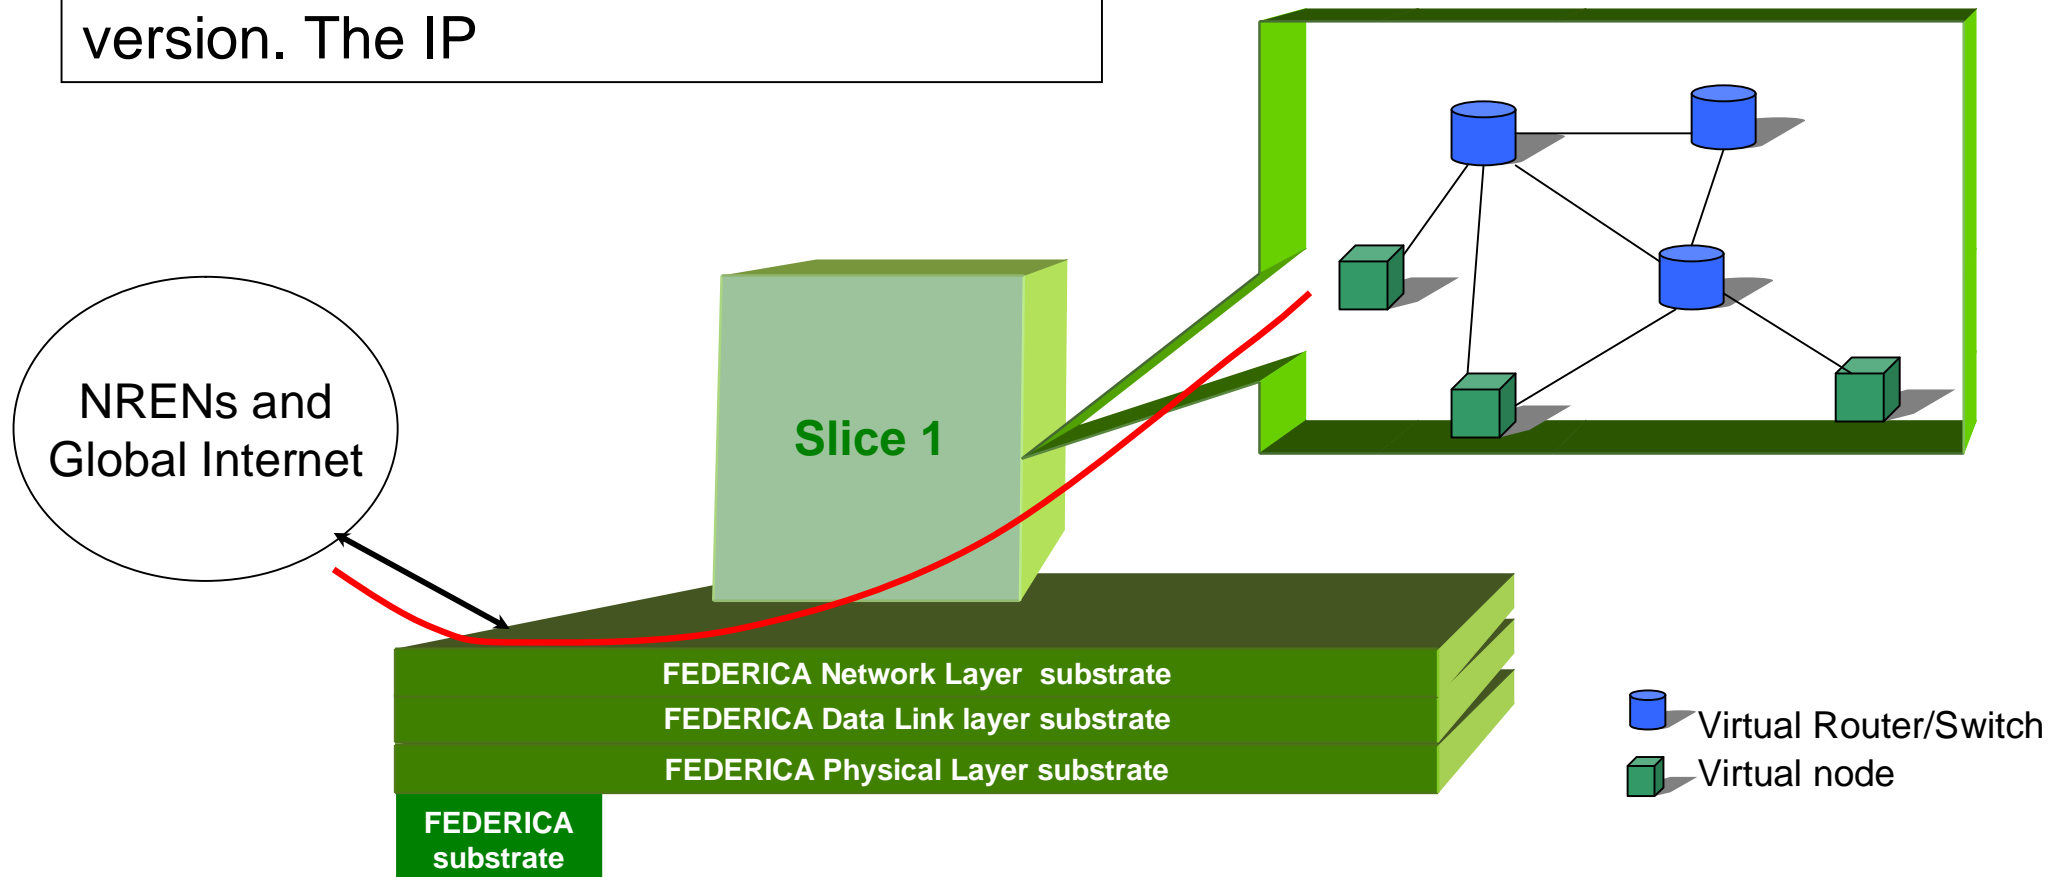 version. The IP
NRENs and
Global Internet
Slice 1
FEDERICA Network Layer  substrate
FEDERICA Data Link layer substrate
FEDERICA Physical Layer substrate
FEDERICA
substrate
Virtual Router/Switch
Virtual node